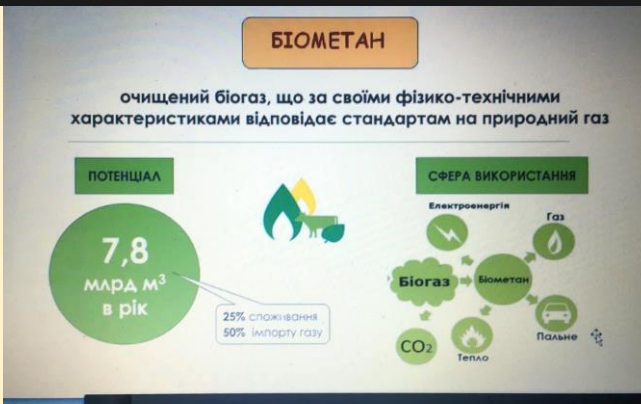 БІОМЕТАН
очищений біогаз, що за своїми фізико-технічними
характеристиками відповідає стандартам на природний газ
ПОТЕНЦІАЛ
7,8
млрд м³
в рік
25% споживання
50% імпорту газу
СФЕРА ВИКОРИСТАННЯ
Електроенергія
Газ
Біогаз
Біометан
Пальне
CO₂
Тепло